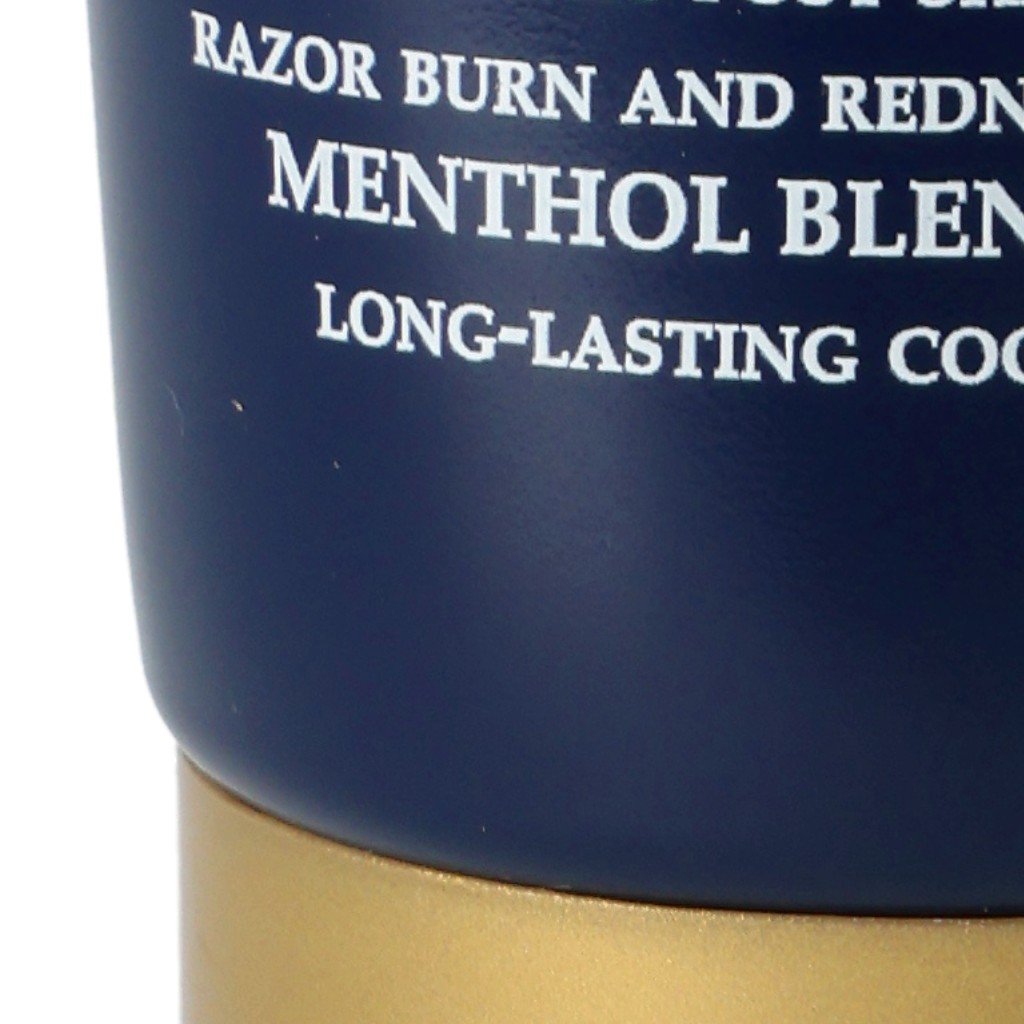 RAZOR BURN AND REDN
MENTHOL BLEN
LONG-LASTING COO